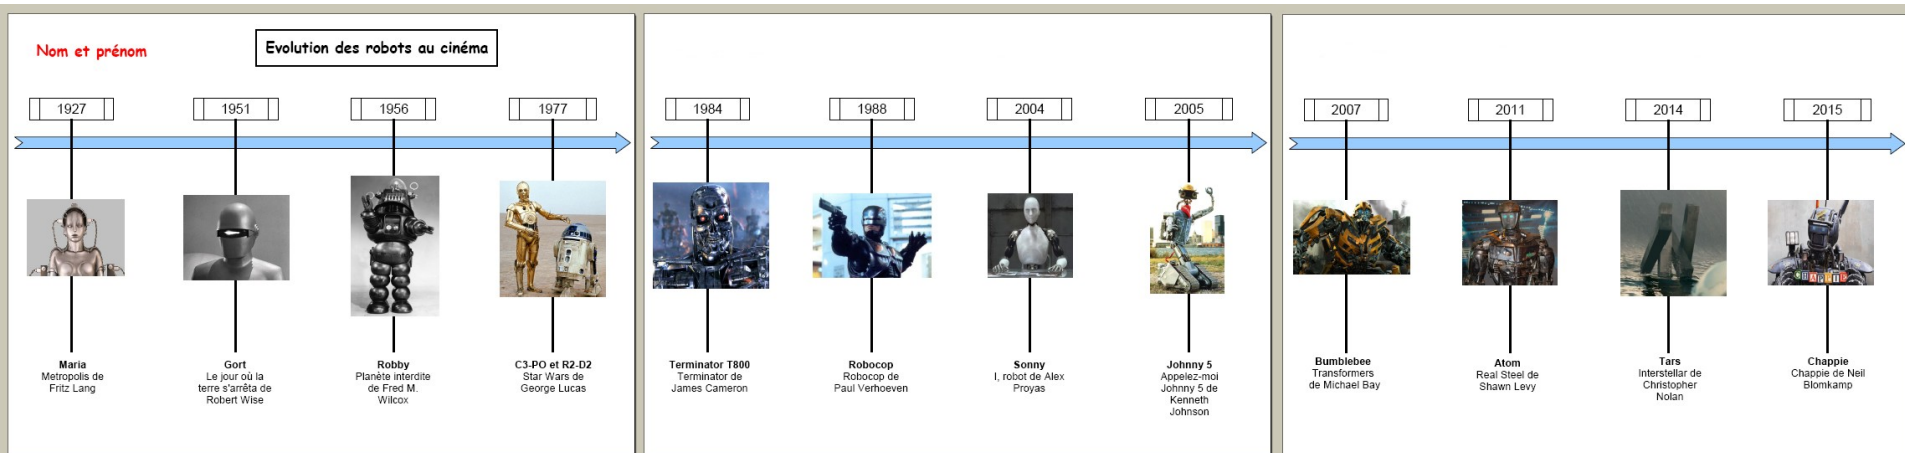 Nom et prénom
Evolution des robots au cinéma
1927
1951
1956
1977
Maria
Metropolis de
Fritz Lang
Gort
Le jour où la
terre s'arrêta de
Robert Wise
Robby
Planète interdite
de Fred M.
Wilcox
C3-PO et R2-D2
Star Wars de
George Lucas
1984
1988
2004
2005
Terminator T800
Terminator de
James Cameron
Robocop
Robocop de
Paul Verhoeven
Sonny
I, robot de Alex
Proyas
Johnny 5
Appelez-moi
Johnny 5 de
Kenneth
Johnson
2007
2011
2014
2015
CHAPPIE
Bumblebee
Transformers
de Michael Bay
Atom
Real Steel de
Shawn Levy
Tars
Interstellar de
Christopher
Nolan
Chappie
Chappie de Neil
Blomkamp